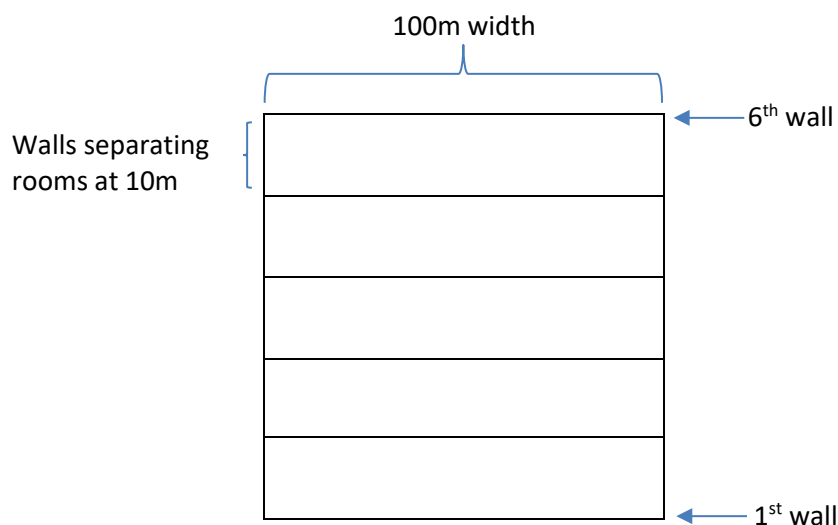 100m width
6th wall
Walls separating
rooms at 10m
1st wall